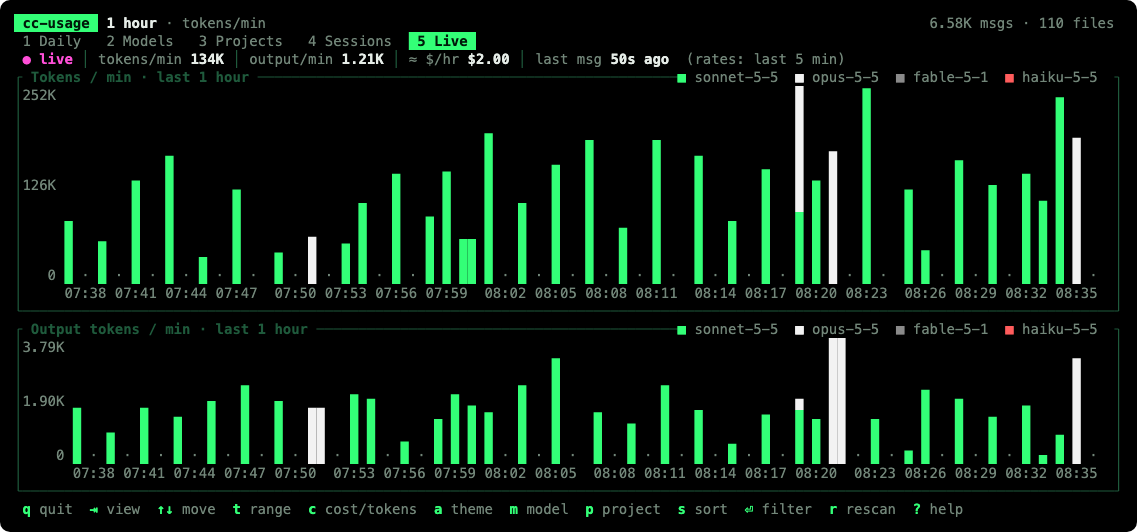 cc-usage 1 hour · tokens/min 6.58K msgs · 110 files
1 Daily 2 Models 3 Projects 4 Sessions 5 Live
● live │ tokens/min 134K │ output/min 1.21K │ ≈ $/hr $2.00 │ last msg 50s ago (rates: last 5 min)
Tokens / min · last 1 hour ■ sonnet-5-5 ■ opus-5-5 ■ fable-5-1 ■ haiku-5-5
252K
126K
0
07:38 07:41 07:44 07:47 07:50 07:53 07:56 07:59 08:02 08:05 08:08 08:11 08:14 08:17 08:20 08:23 08:26 08:29 08:32 08:35
Output tokens / min · last 1 hour ■ sonnet-5-5 ■ opus-5-5 ■ fable-5-1 ■ haiku-5-5
3.79K
1.90K
0
07:38 07:41 07:44 07:47 07:50 07:53 07:56 07:59 08:02 08:05 08:08 08:11 08:14 08:17 08:20 08:23 08:26 08:29 08:32 08:35
q quit ⇥ view ↑↓ move t range c cost/tokens a theme m model p project s sort ⏎ filter r rescan ? help